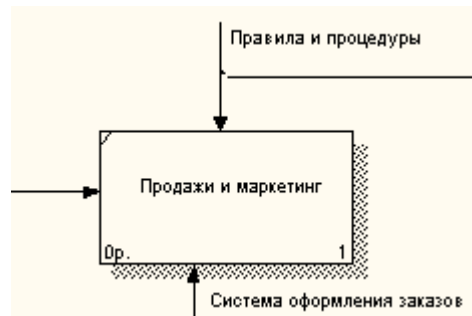 Правила и процедуры
Продажи и маркетинг
0р. 1
Система оформления заказов